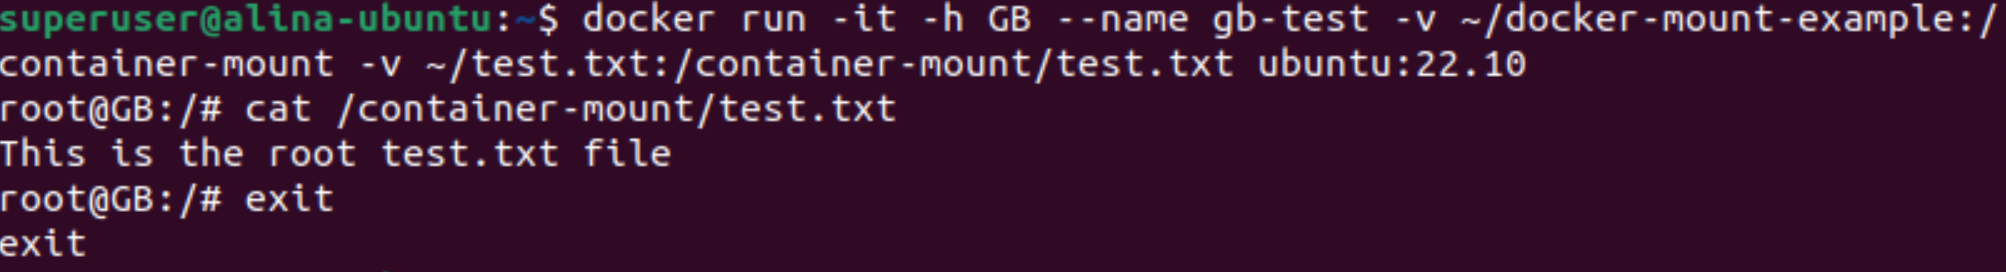 superuser@alina-ubuntu:~$ docker run -it -h GB --name gb-test -v ~/docker-mount-example:/
container-mount -v ~/test.txt:/container-mount/test.txt ubuntu:22.10
root@GB:/# cat /container-mount/test.txt
This is the root test.txt file
root@GB:/# exit
exit